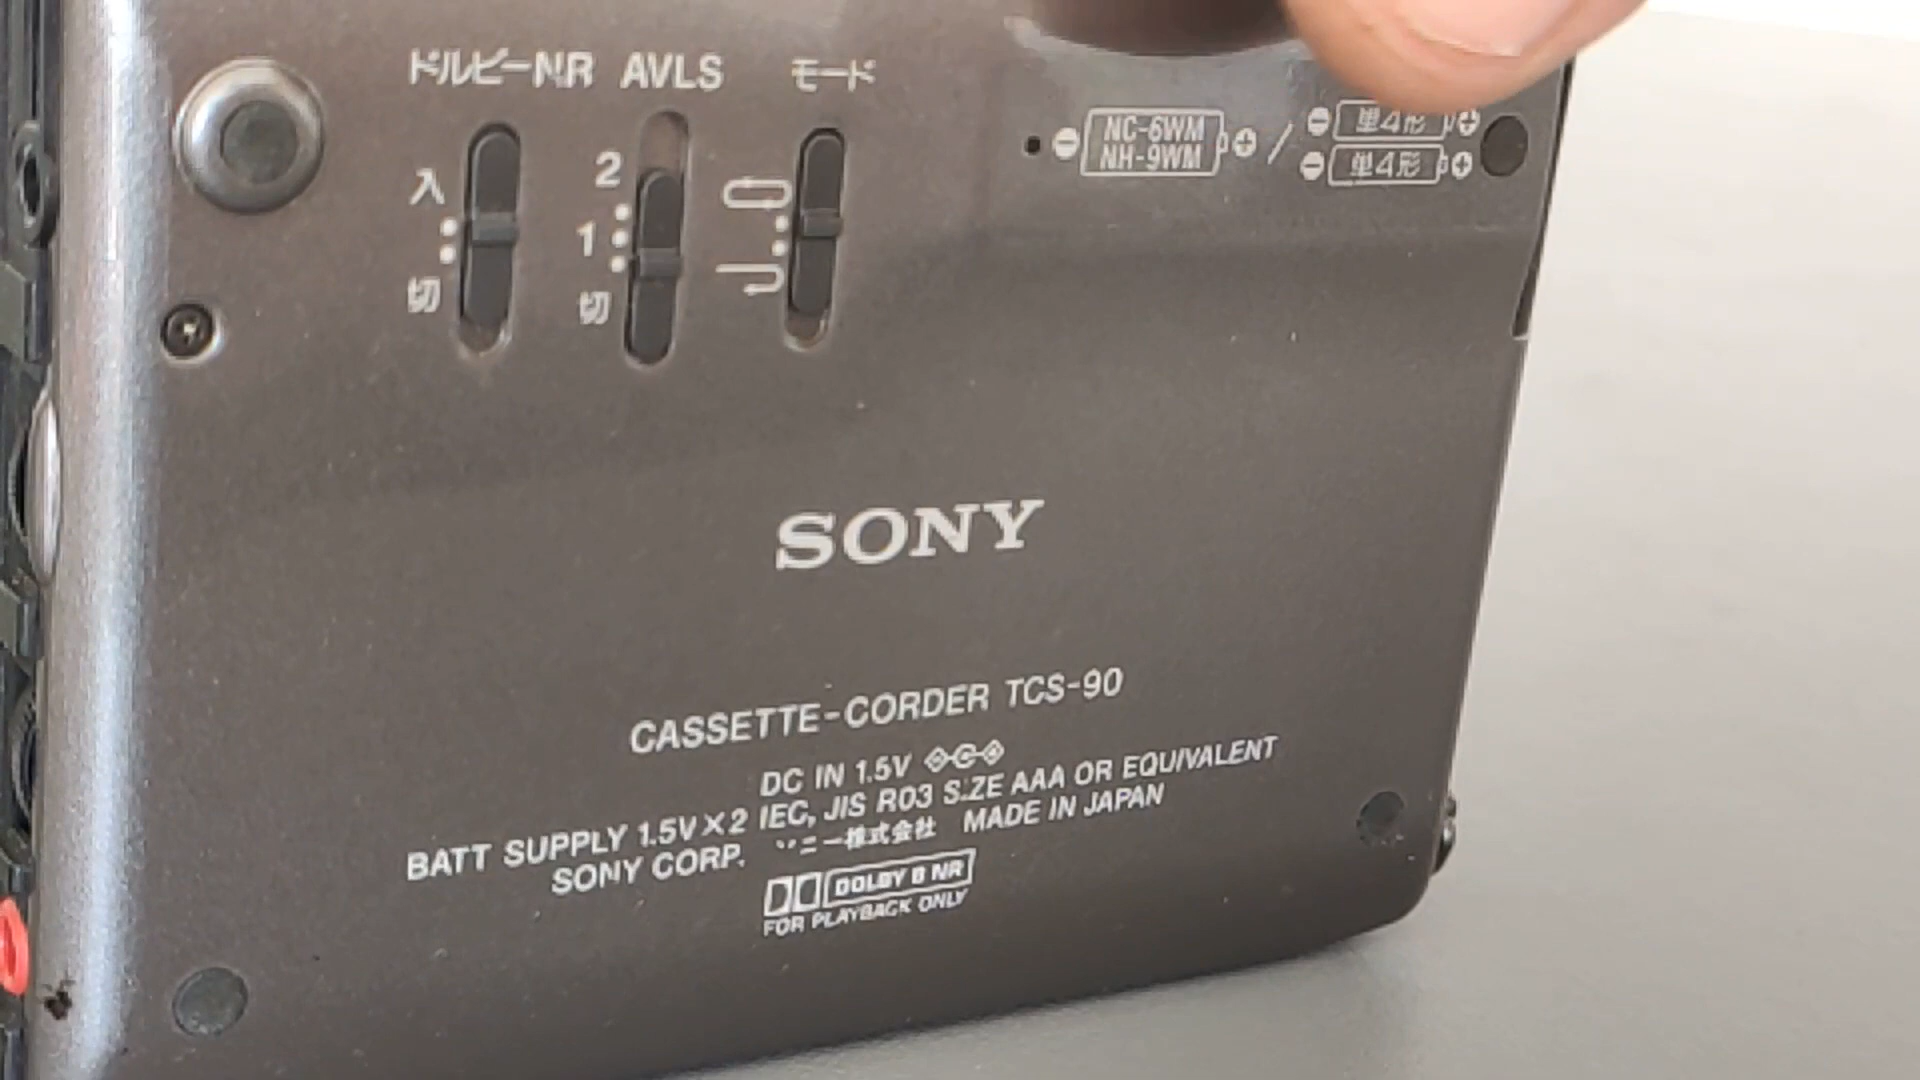 ドルビーNR AVLS モード
入 2
1
切 切
NC-6WM
NH-9WM
単4形
単4形
SONY
CASSETTE-CORDER TCS-90
DC IN 1.5V
BATT SUPPLY 1.5V×2 IEC, JIS R03 SIZE AAA OR EQUIVALENT
SONY CORP. ソニー株式会社 MADE IN JAPAN
DOLBY B NR
FOR PLAYBACK ONLY